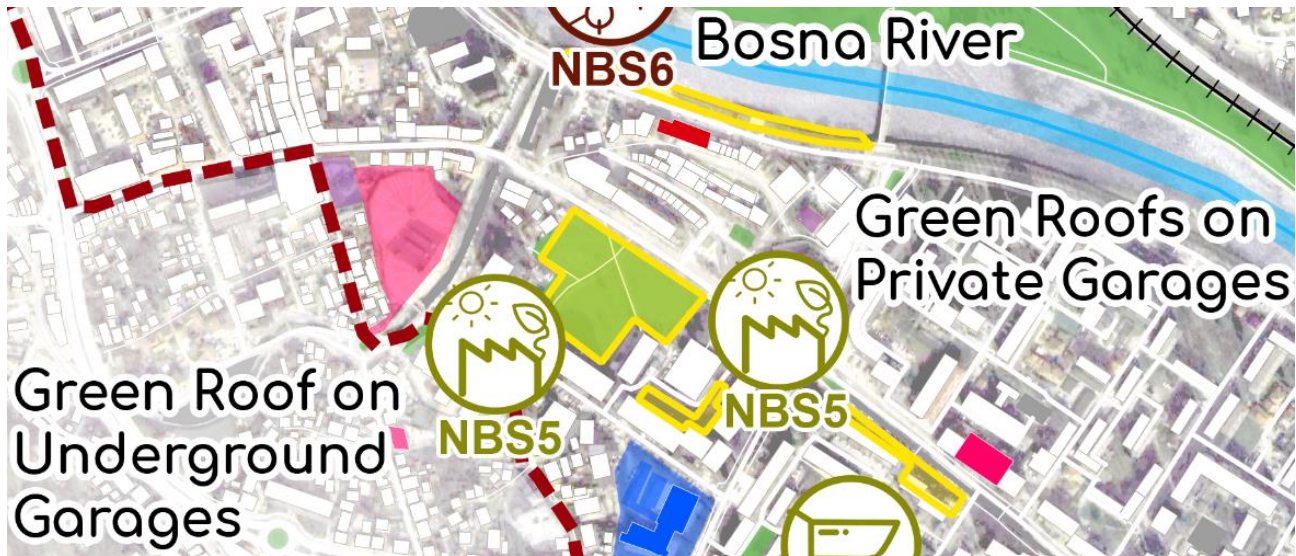 NBS6
Bosna River
Green Roofs on
Private Garages
NBS5
Green Roof on
Underground
Garages
NBS5